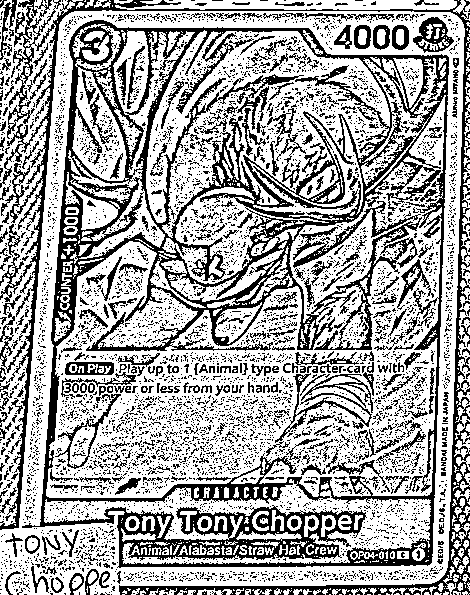 3
4000
COUNTER+1000
On Play Play up to 1 {Animal} type Character card with
3000 power or less from your hand.
CHARACTER
Tony Tony.Chopper
Animal/Alabasta/Straw Hat Crew
OP04-010 C 1
BANDAI MADE IN JAPAN
TONY
Choppe